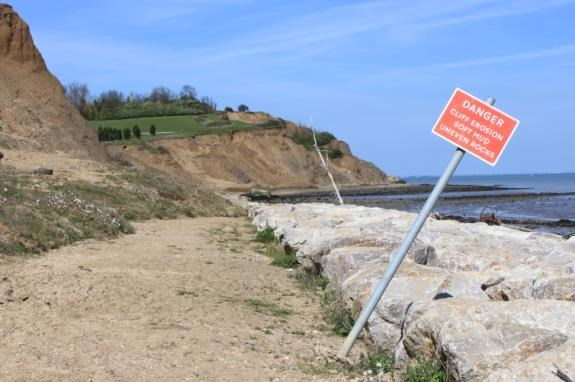 DANGER
CLIFF EROSION
SOFT MUD
UNEVEN ROCKS